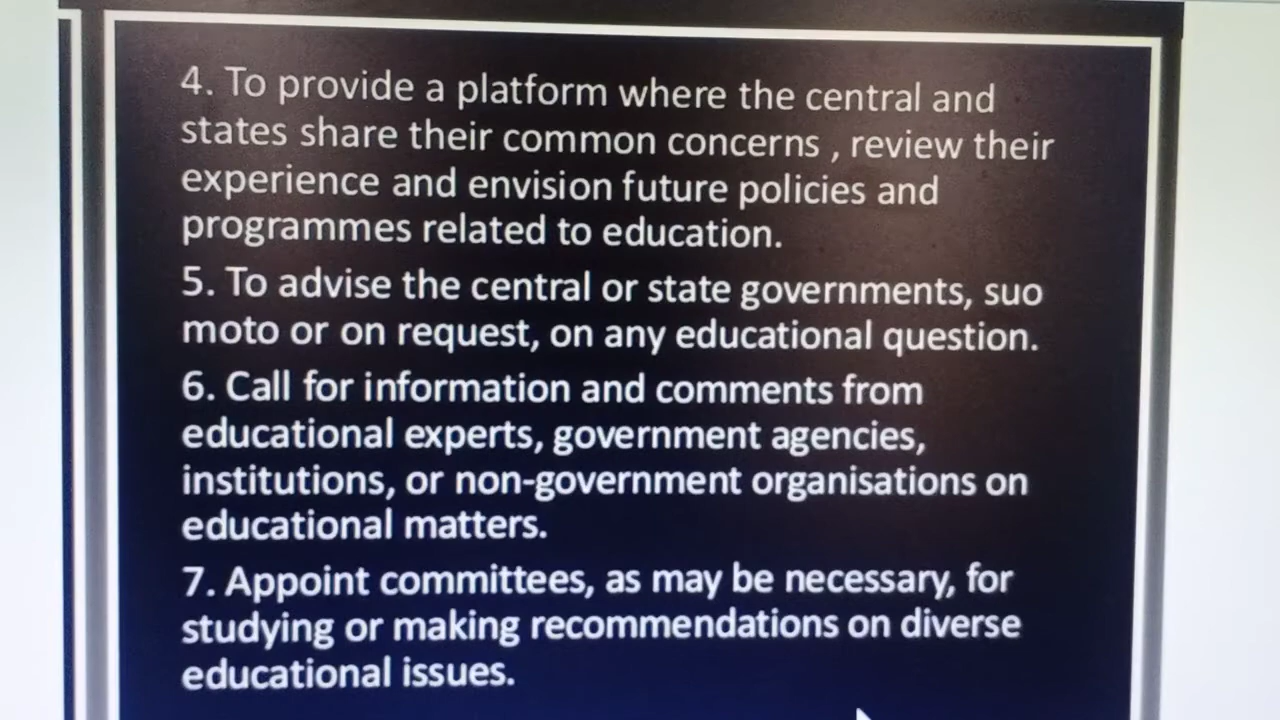 4. To provide a platform where the central and
states share their common concerns , review their
experience and envision future policies and
programmes related to education.
5. To advise the central or state governments, suo
moto or on request, on any educational question.
6. Call for information and comments from
educational experts, government agencies,
institutions, or non-government organisations on
educational matters.
7. Appoint committees, as may be necessary, for
studying or making recommendations on diverse
educational issues.